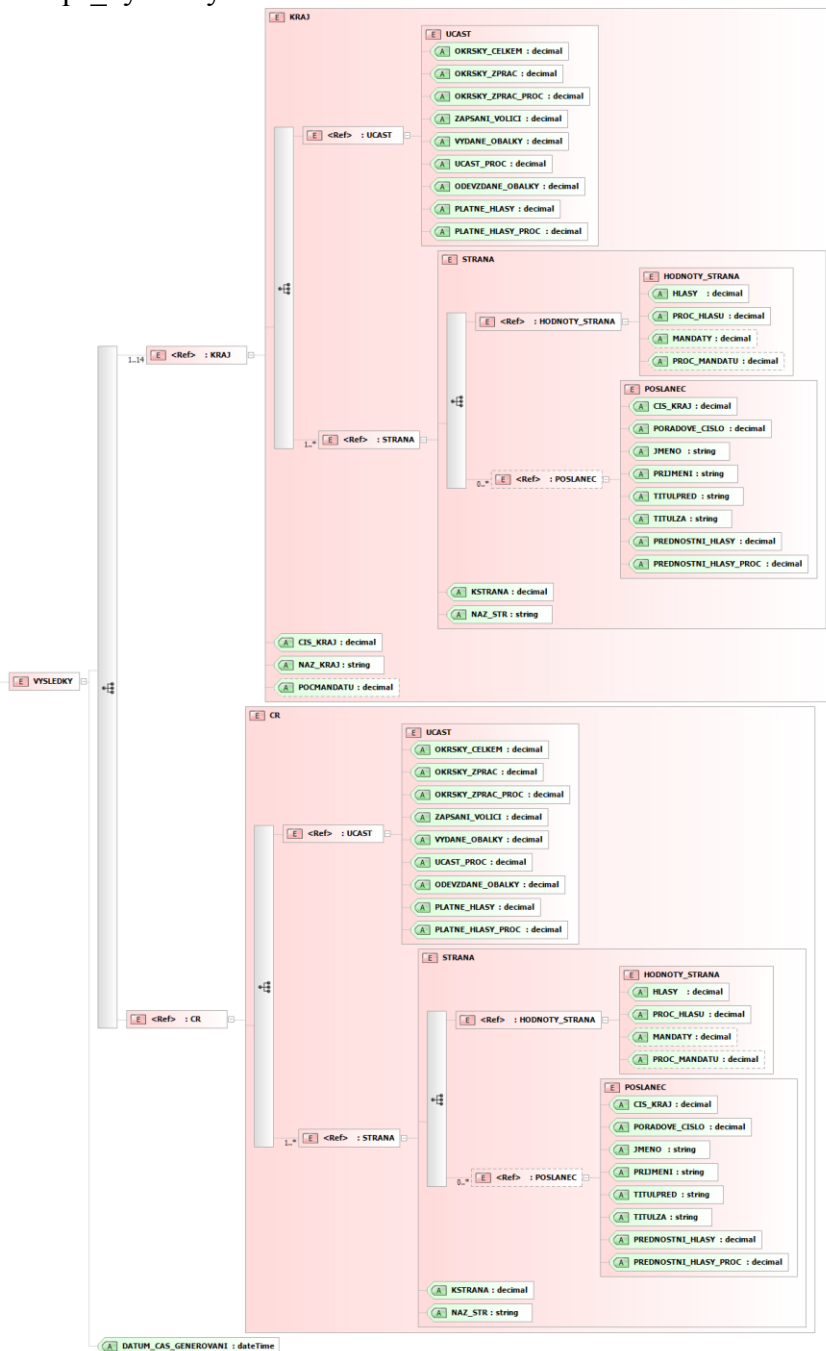 E KRAJ
E UCAST
A OKRSKY_CELKEM : decimal
A OKRSKY_ZPRAC : decimal
A OKRSKY_ZPRAC_PROC : decimal
A ZAPSANI_VOLICI : decimal
E <Ref> : UCAST
A VYDANE_OBALKY : decimal
A UCAST_PROC : decimal
A ODEVZDANE_OBALKY : decimal
A PLATNE_HLASY : decimal
A PLATNE_HLASY_PROC : decimal
E STRANA
E HODNOTY_STRANA
A HLASY : decimal
A PROC_HLASU : decimal
E <Ref> : HODNOTY_STRANA
A MANDATY : decimal
A PROC_MANDATU : decimal
1..14 E <Ref> : KRAJ
E POSLANEC
A CIS_KRAJ : decimal
A PORADOVE_CISLO : decimal
1..* E <Ref> : STRANA
A JMENO : string
A PRIJMENI : string
0..* E <Ref> : POSLANEC
A TITULPRED : string
A TITULZA : string
A PREDNOSTNI_HLASY : decimal
A PREDNOSTNI_HLASY_PROC : decimal
A KSTRANA : decimal
A NAZ_STR : string
A CIS_KRAJ : decimal
A NAZ_KRAJ : string
E VYSLEDKY
A POCMANDATU : decimal
E CR
E UCAST
A OKRSKY_CELKEM : decimal
A OKRSKY_ZPRAC : decimal
A OKRSKY_ZPRAC_PROC : decimal
A ZAPSANI_VOLICI : decimal
E <Ref> : UCAST
A VYDANE_OBALKY : decimal
A UCAST_PROC : decimal
A ODEVZDANE_OBALKY : decimal
A PLATNE_HLASY : decimal
A PLATNE_HLASY_PROC : decimal
E STRANA
E HODNOTY_STRANA
A HLASY : decimal
A PROC_HLASU : decimal
E <Ref> : CR
E <Ref> : HODNOTY_STRANA
A MANDATY : decimal
A PROC_MANDATU : decimal
E POSLANEC
A CIS_KRAJ : decimal
A PORADOVE_CISLO : decimal
1..* E <Ref> : STRANA
A JMENO : string
A PRIJMENI : string
0..* E <Ref> : POSLANEC
A TITULPRED : string
A TITULZA : string
A PREDNOSTNI_HLASY : decimal
A PREDNOSTNI_HLASY_PROC : decimal
A KSTRANA : decimal
A NAZ_STR : string
A DATUM_CAS_GENEROVANI : dateTime